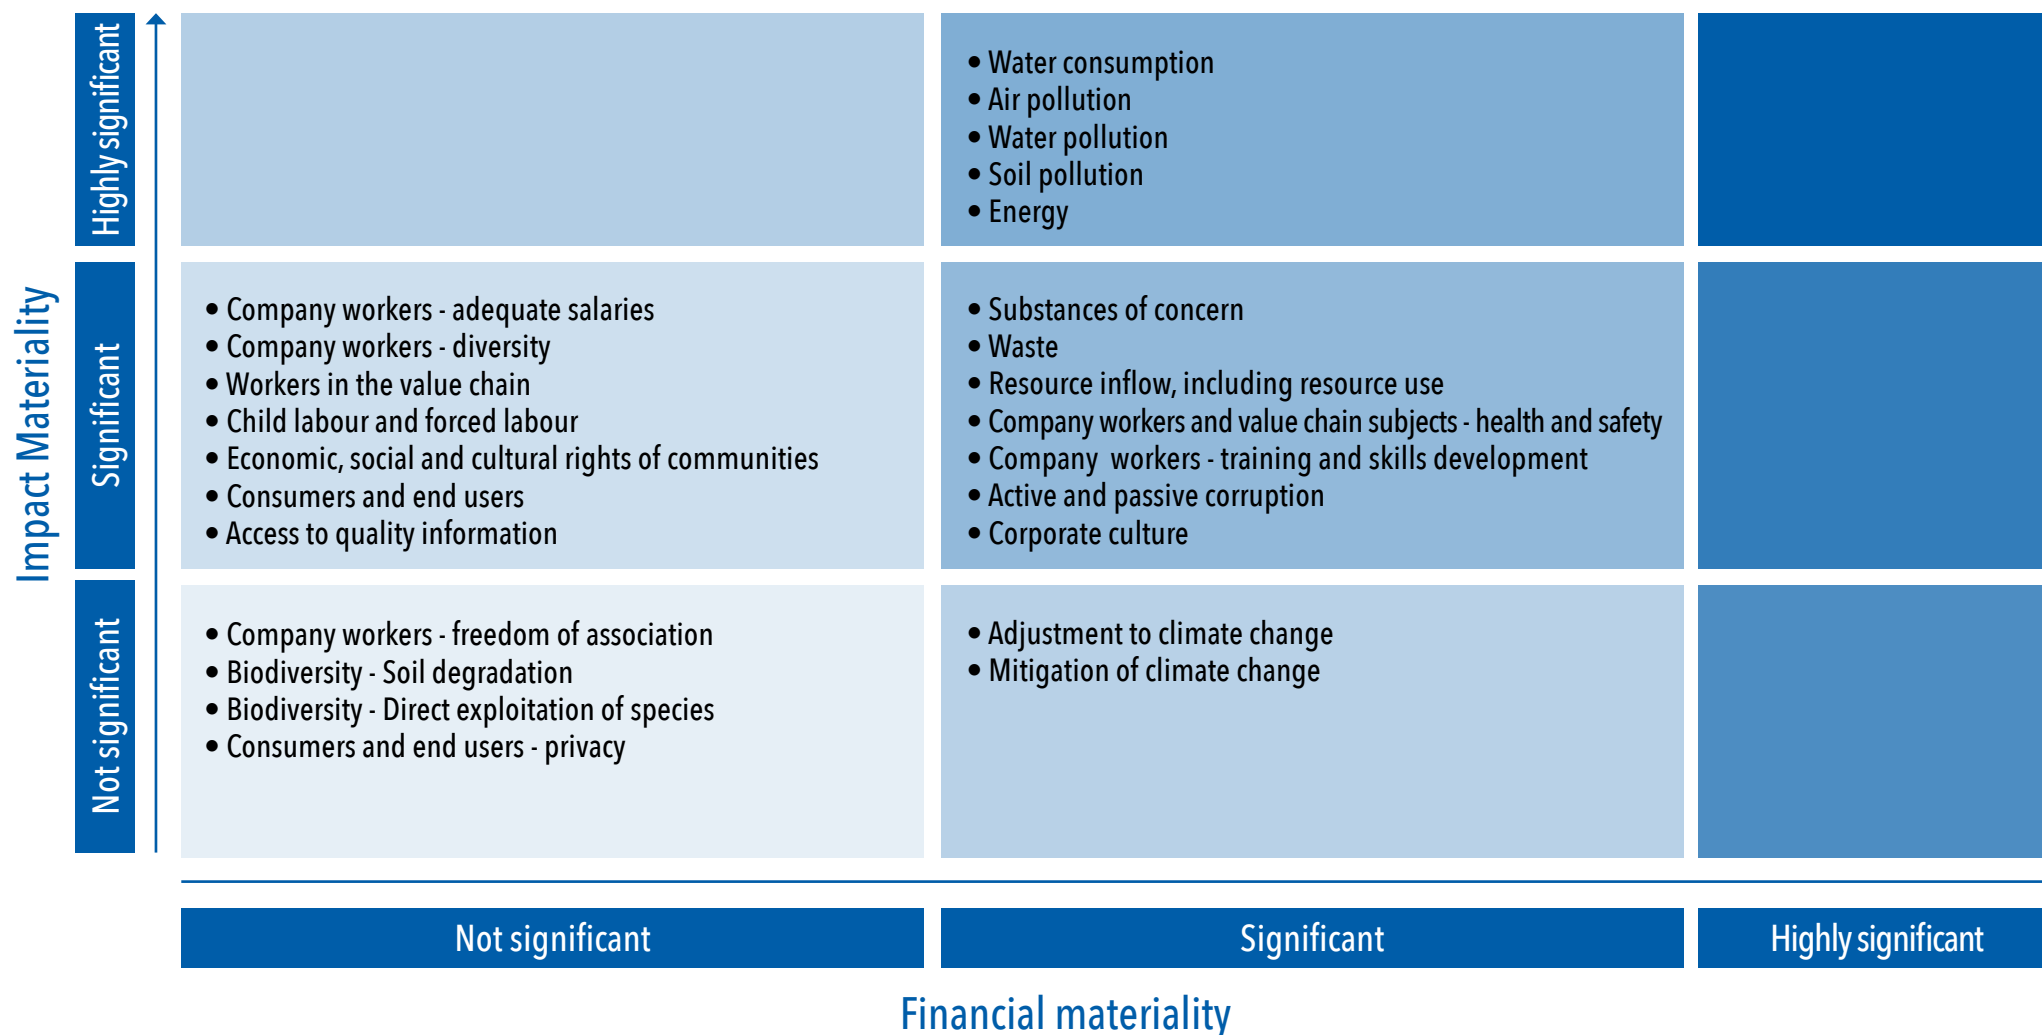 Impact Materiality
Highly significant
• Water consumption
• Air pollution
• Water pollution
• Soil pollution
• Energy
Significant
• Company workers - adequate salaries
• Company workers - diversity
• Workers in the value chain
• Child labour and forced labour
• Economic, social and cultural rights of communities
• Consumers and end users
• Access to quality information
• Substances of concern
• Waste
• Resource inflow, including resource use
• Company workers and value chain subjects - health and safety
• Company workers - training and skills development
• Active and passive corruption
• Corporate culture
Not significant
• Company workers - freedom of association
• Biodiversity - Soil degradation
• Biodiversity - Direct exploitation of species
• Consumers and end users - privacy
• Adjustment to climate change
• Mitigation of climate change
Not significant
Significant
Highly significant
Financial materiality